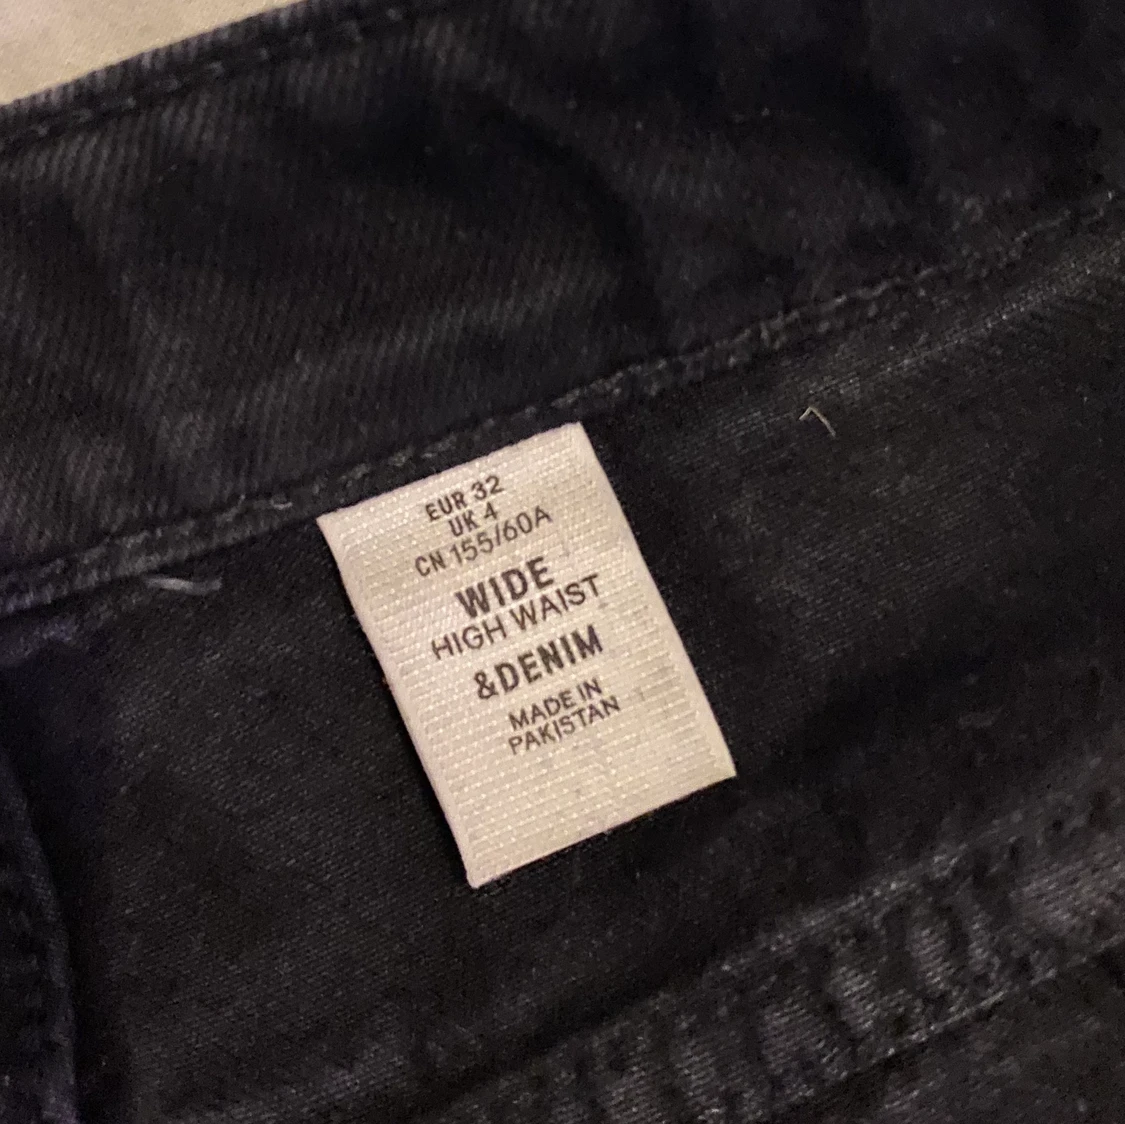 EUR 32
UK 4
CN 155/60A
WIDE
HIGH WAIST
&DENIM
MADE IN
PAKISTAN